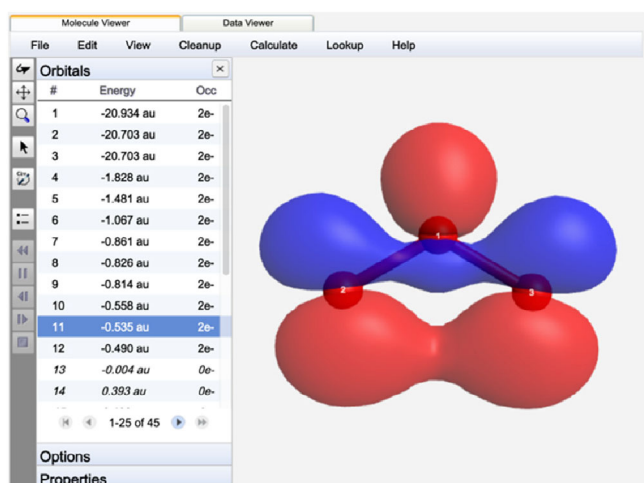 Molecule Viewer Data Viewer
File Edit View Cleanup Calculate Lookup Help
Orbitals ×
# Energy Occ
1 -20.934 au 2e-
2 -20.703 au 2e-
3 -20.703 au 2e-
4 -1.828 au 2e-
5 -1.481 au 2e-
6 -1.067 au 2e-
7 -0.861 au 2e-
8 -0.826 au 2e-
9 -0.814 au 2e-
10 -0.558 au 2e-
11 -0.535 au 2e-
12 -0.490 au 2e-
13 -0.004 au 0e-
14 0.393 au 0e-
1-25 of 45
Options
Properties
1
2
3